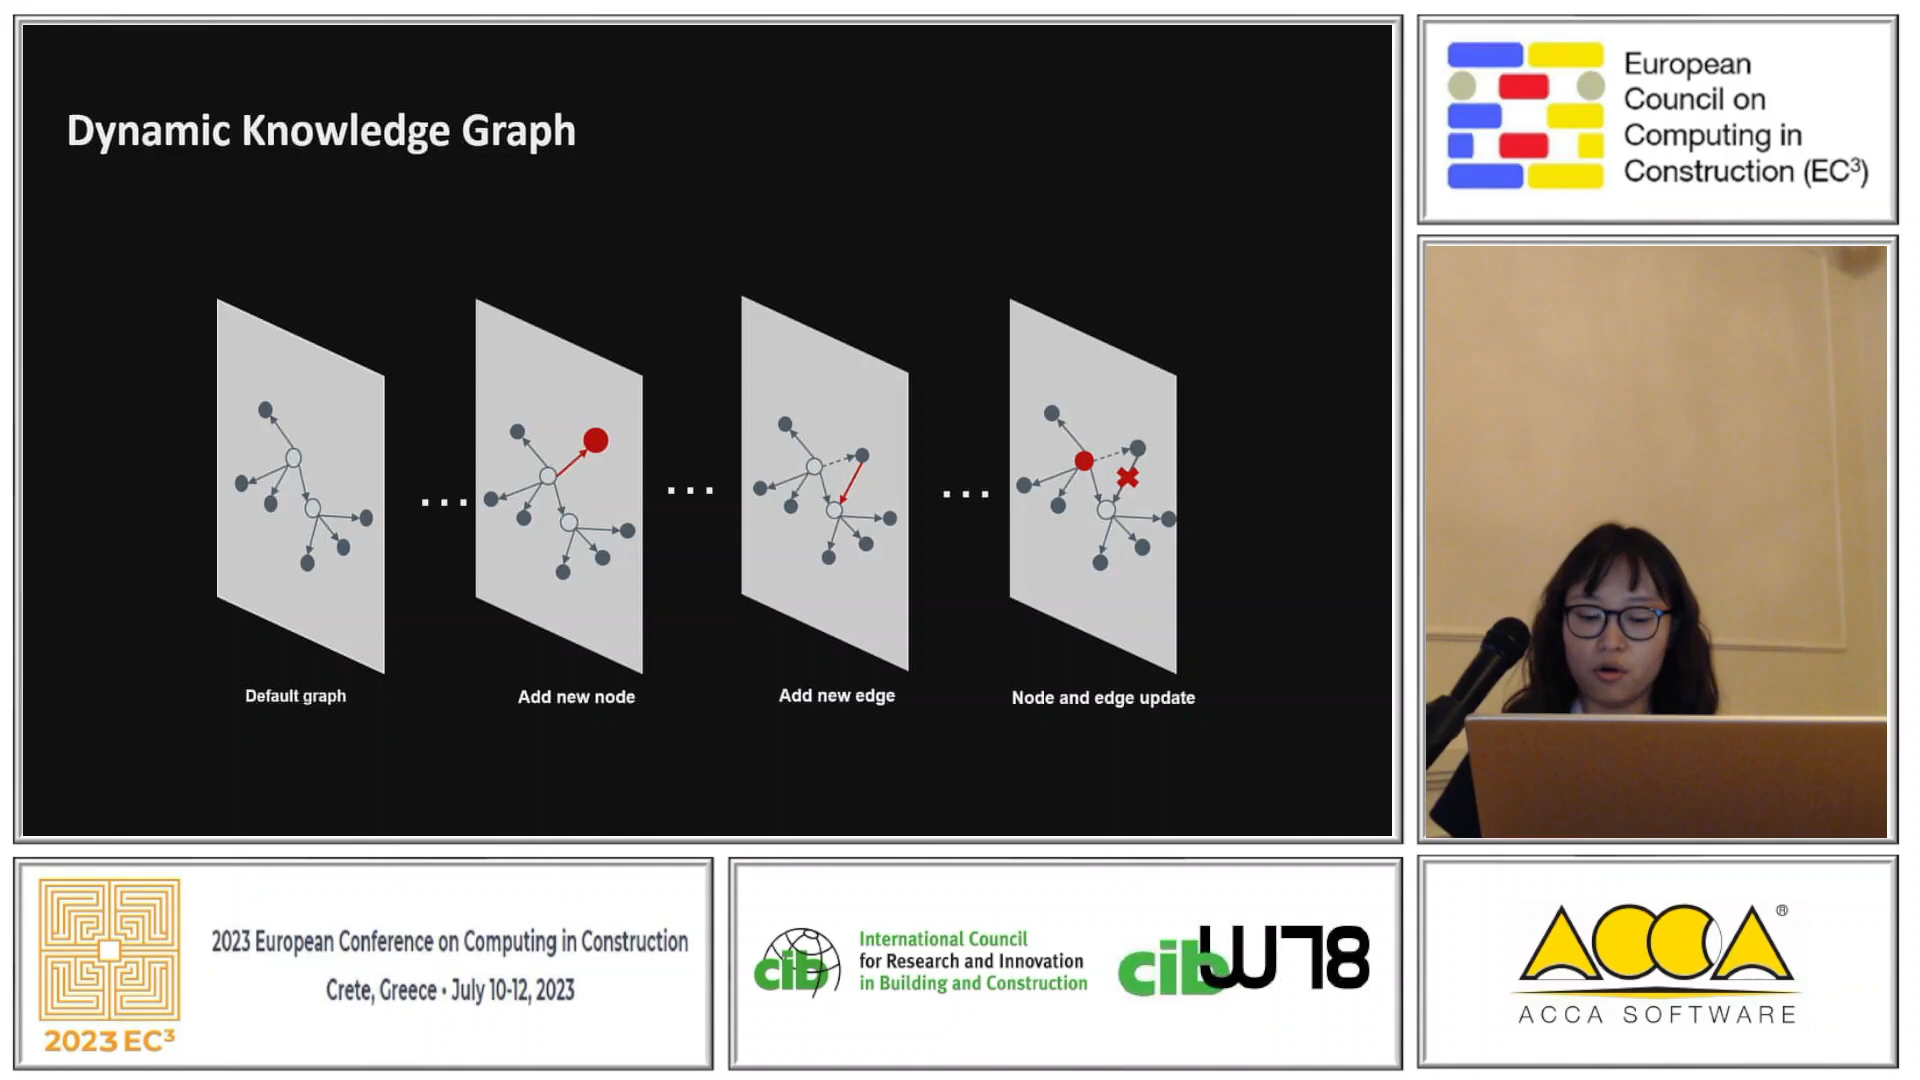 Dynamic Knowledge Graph
Default graph
Add new node
Add new edge
Node and edge update
European
Council on
Computing in
Construction (EC³)
2023 EC³
2023 European Conference on Computing in Construction
Crete, Greece • July 10-12, 2023
cib
International Council
for Research and Innovation
in Building and Construction
cib W78
ACCA ®
ACCA SOFTWARE